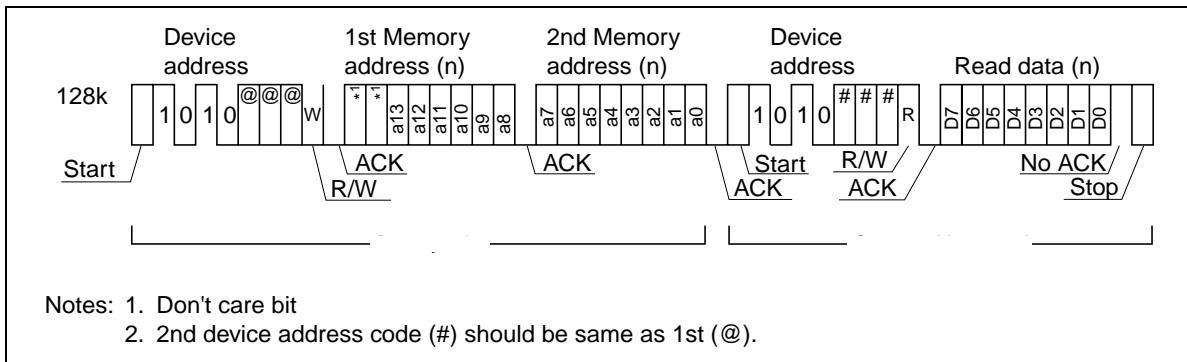 Device address 1st Memory address (n) 2nd Memory address (n) Device address Read data (n)
128k 1 0 1 0 @ @ @ W *1 *1 a13 a12 a11 a10 a9 a8 a7 a6 a5 a4 a3 a2 a1 a0 1 0 1 0 # # # R D7 D6 D5 D4 D3 D2 D1 D0
Start ACK ACK Start R/W No ACK
R/W ACK ACK Stop
Notes: 1. Don't care bit
2. 2nd device address code (#) should be same as 1st (@).